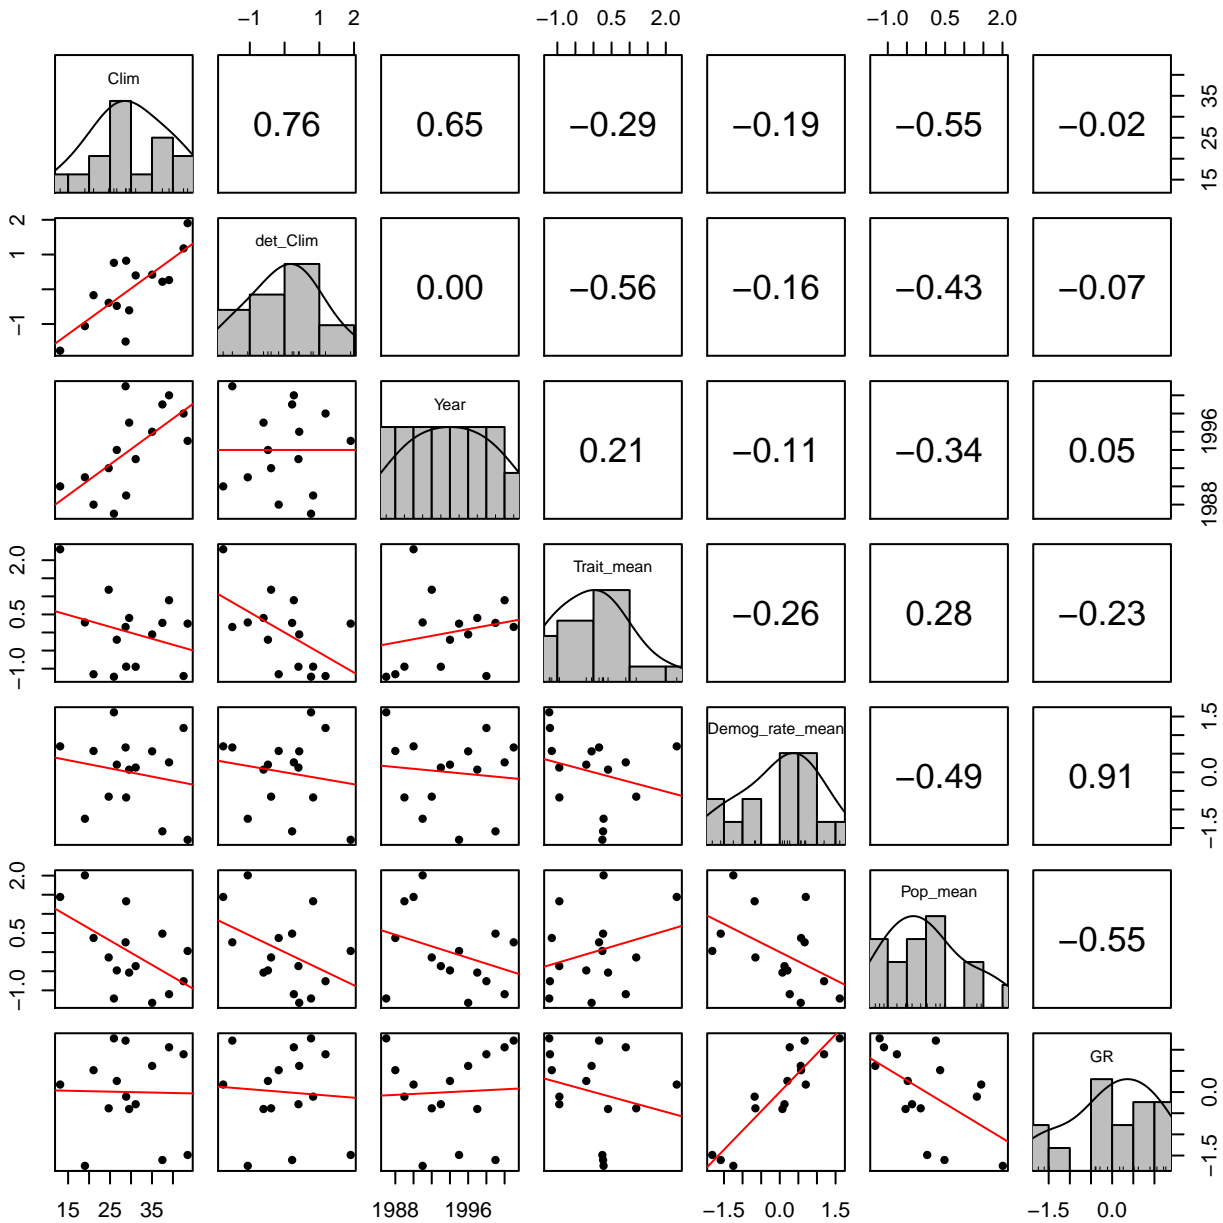 −1 1 2 −1.0 0.5 2.0 −1.0 0.5 2.0
Clim 0.76 0.65 −0.29 −0.19 −0.55 −0.02 15 25 35
−1 1 2 det_Clim 0.00 −0.56 −0.16 −0.43 −0.07
Year 0.21 −0.11 −0.34 0.05 1988 1996
−1.0 0.5 2.0 Trait_mean −0.26 0.28 −0.23
Demog_rate_mean −0.49 0.91 −1.5 0.0 1.5
−1.0 0.5 2.0 Pop_mean −0.55
GR −1.5 0.0
15 25 35 1988 1996 −1.5 0.0 1.5 −1.5 0.0